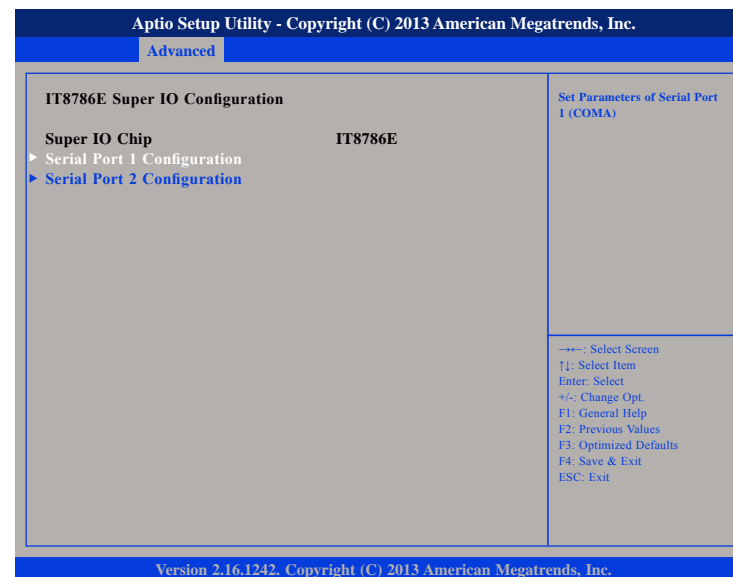 Aptio Setup Utility - Copyright (C) 2013 American Megatrends, Inc.
Advanced
IT8786E Super IO Configuration
Super IO Chip IT8786E
► Serial Port 1 Configuration
► Serial Port 2 Configuration
Set Parameters of Serial Port
1 (COMA)
→←: Select Screen
↑↓: Select Item
Enter: Select
+/-: Change Opt.
F1: General Help
F2: Previous Values
F3: Optimized Defaults
F4: Save & Exit
ESC: Exit
Version 2.16.1242. Copyright (C) 2013 American Megatrends, Inc.